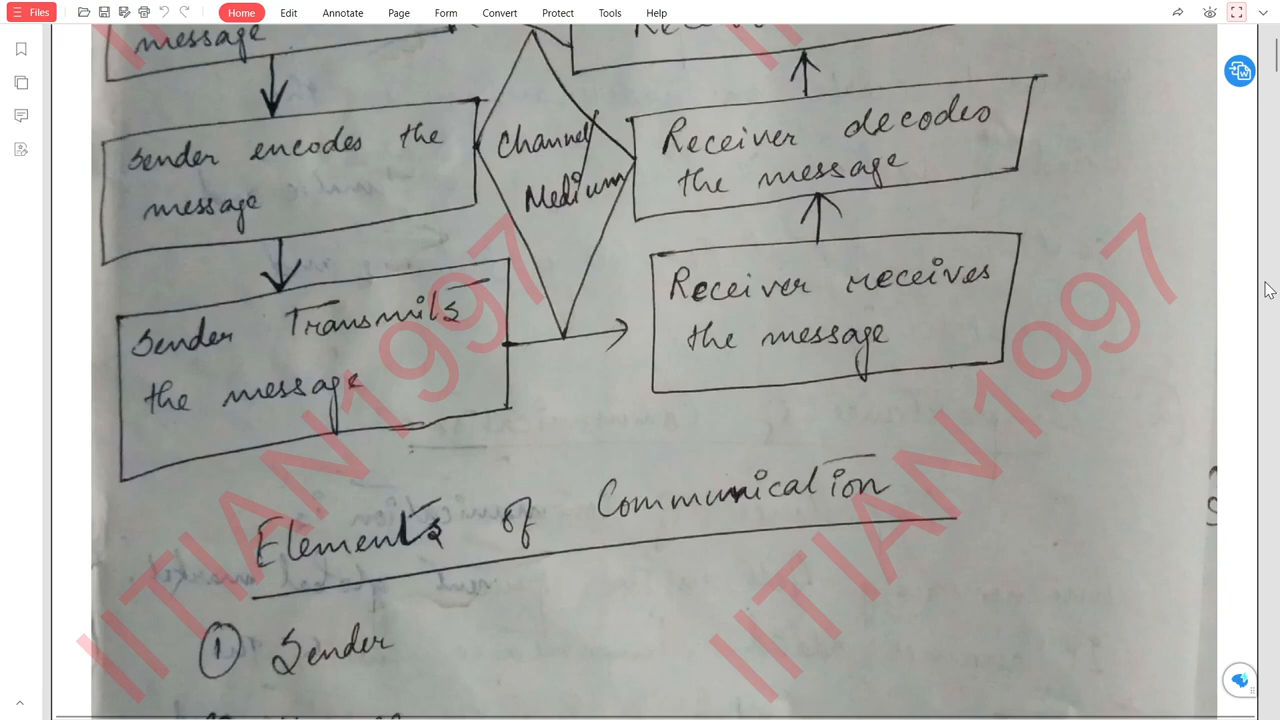 Files
Home
Edit
Annotate
Page
Form
Convert
Protect
Tools
Help
message
Sender encodes the
message
Sender Transmits
the message
Channel/
Medium
Receiver decodes
the message
Receiver receives
the message
Elements of Communication
① Sender
IITIAN1997
IITIAN1997